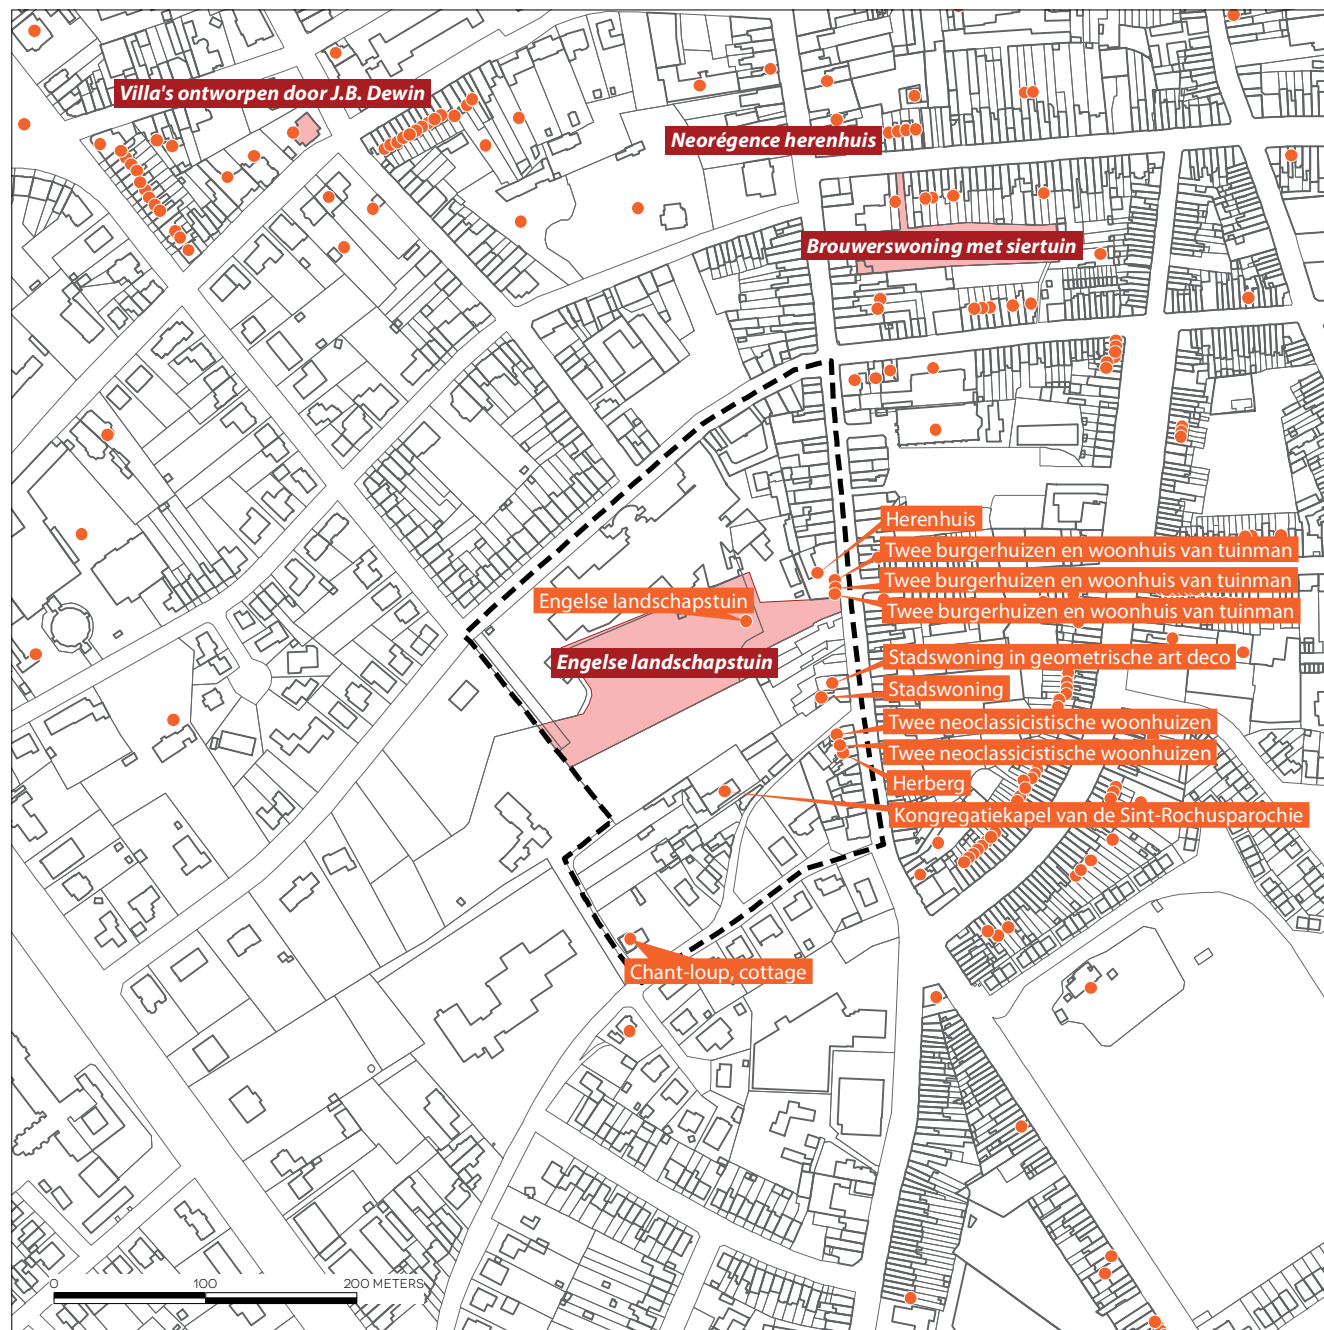 Villa's ontworpen door J.B. Dewin
Neorégence herenhuis
Brouwerswoning met siertuin
Herenhuis
Twee burgerhuizen en woonhuis van tuinman
Twee burgerhuizen en woonhuis van tuinman
Engelse landschapstuin
Twee burgerhuizen en woonhuis van tuinman
Engelse landschapstuin
Stadswoning in geometrische art deco
Stadswoning
Twee neoclassicistische woonhuizen
Twee neoclassicistische woonhuizen
Herberg
Kongregatiekapel van de Sint-Rochusparochie
Chant-loup, cottage
0 100 200 METERS